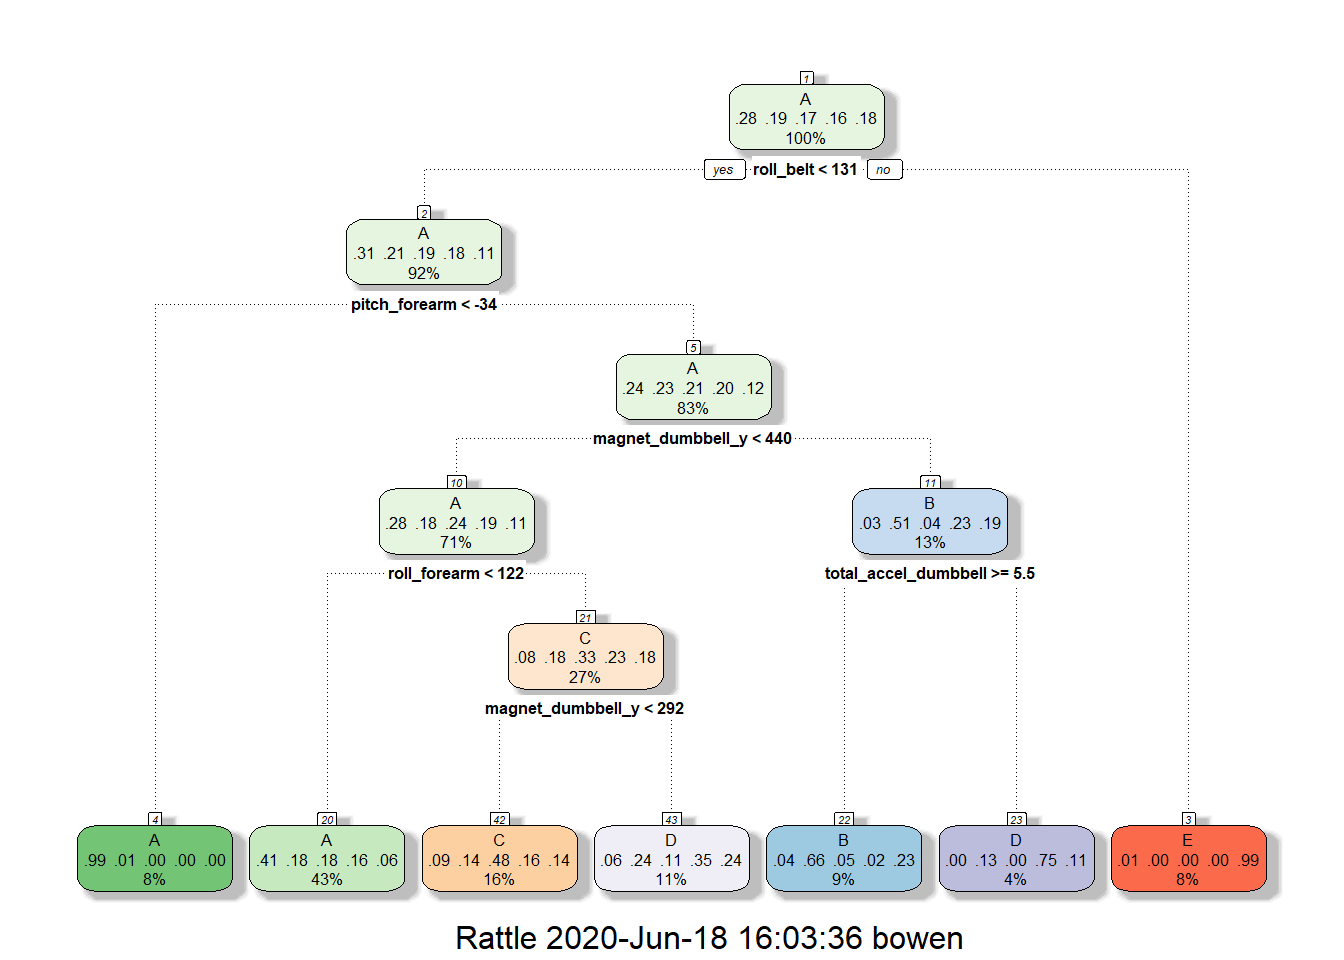 1
A
.28 .19 .17 .16 .18
100%
yes roll_belt < 131 no
2
A
.31 .21 .19 .18 .11
92%
pitch_forearm < -34
5
A
.24 .23 .21 .20 .12
83%
magnet_dumbbell_y < 440
10
A
.28 .18 .24 .19 .11
71%
roll_forearm < 122
11
B
.03 .51 .04 .23 .19
13%
total_accel_dumbbell >= 5.5
21
C
.08 .18 .33 .23 .18
27%
magnet_dumbbell_y < 292
4
A
.99 .01 .00 .00 .00
8%
20
A
.41 .18 .18 .16 .06
43%
42
C
.09 .14 .48 .16 .14
16%
43
D
.06 .24 .11 .35 .24
11%
22
B
.04 .66 .05 .02 .23
9%
23
D
.00 .13 .00 .75 .11
4%
3
E
.01 .00 .00 .00 .99
8%
Rattle 2020-Jun-18 16:03:36 bowen